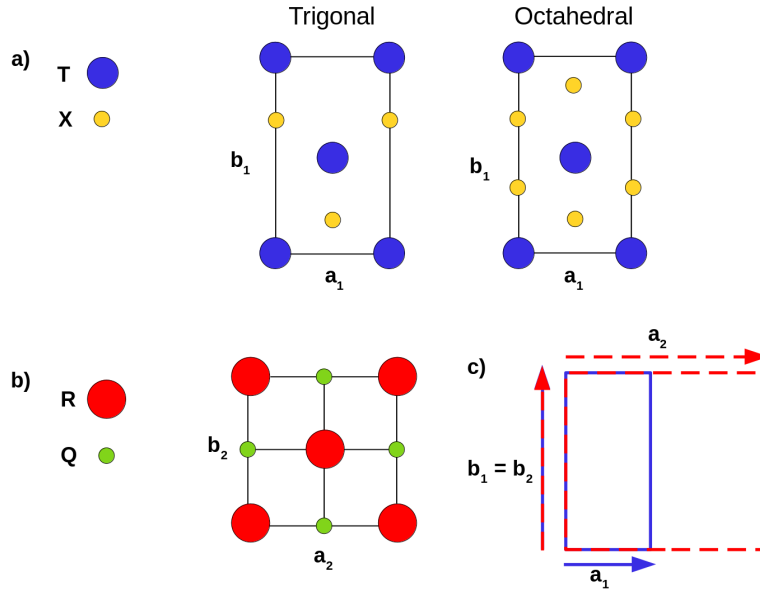 Trigonal
Octahedral
a)
T
X
b₁
a₁
b₁
a₁
b)
R
Q
b₂
a₂
c)
a₂
b₁ = b₂
a₁